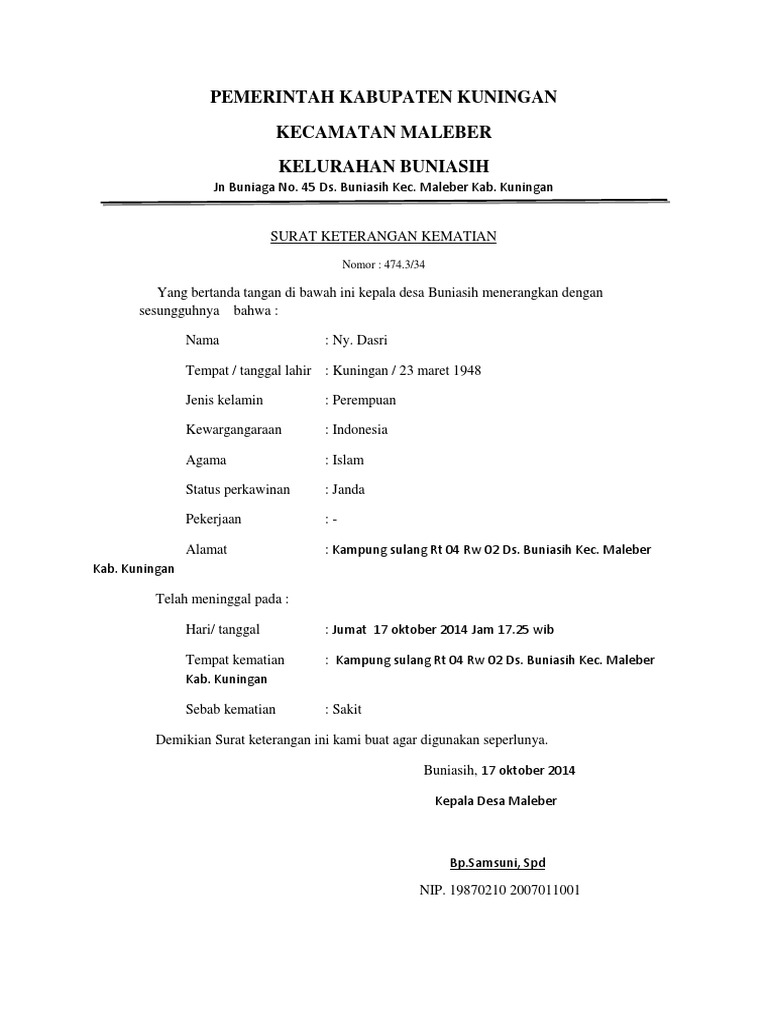 PEMERINTAH KABUPATEN KUNINGAN
KECAMATAN MALEBER
KELURAHAN BUNIASIH
Jn Buniaga No. 45 Ds. Buniasih Kec. Maleber Kab. Kuningan
SURAT KETERANGAN KEMATIAN
Nomor : 474.3/34
Yang bertanda tangan di bawah ini kepala desa Buniasih menerangkan dengan
sesungguhnya bahwa :
Nama : Ny. Dasri
Tempat / tanggal lahir : Kuningan / 23 maret 1948
Jenis kelamin : Perempuan
Kewargangaraan : Indonesia
Agama : Islam
Status perkawinan : Janda
Pekerjaan : -
Alamat : Kampung sulang Rt 04 Rw 02 Ds. Buniasih Kec. Maleber
Kab. Kuningan
Telah meninggal pada :
Hari/ tanggal : Jumat 17 oktober 2014 Jam 17.25 wib
Tempat kematian : Kampung sulang Rt 04 Rw 02 Ds. Buniasih Kec. Maleber
Kab. Kuningan
Sebab kematian : Sakit
Demikian Surat keterangan ini kami buat agar digunakan seperlunya.
Buniasih, 17 oktober 2014
Kepala Desa Maleber
Bp.Samsuni, Spd
NIP. 19870210 2007011001